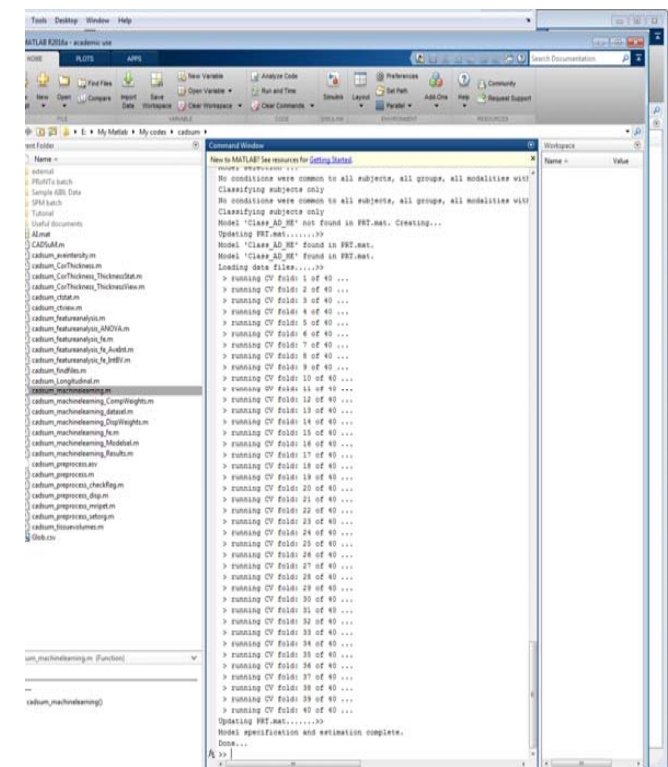 Tools Desktop Window Help
MATLAB R2016a - academic use
HOME PLOTS APPS
Search Documentation
New Open Find Files Compare Import Data Save Workspace New Variable Open Variable Clear Workspace Analyze Code Run and Time Clear Commands Simulink Layout Preferences Set Path Parallel Add-Ons Help Community Request Support
FILE VARIABLE CODE SIMULINK ENVIRONMENT RESOURCES
E: My Matlab My codes cadsum
ent Folder
Name
external
PRoNTo batch
Sample ABL Data
SPM batch
Tutorial
Useful documents
AI.mat
CADSuM.m
cadsum_aveintensity.m
cadsum_CorThickness.m
cadsum_CorThickness_ThicknessStat.m
cadsum_CorThickness_ThicknessView.m
cadsum_ctstat.m
cadsum_ctview.m
cadsum_featureanalysis.m
cadsum_featureanalysis_ANOVA.m
cadsum_featureanalysis_fe.m
cadsum_featureanalysis_fe_AveInt.m
cadsum_featureanalysis_fe_IntBV.m
cadsum_findfiles.m
cadsum_Longitudinal.m
cadsum_machinelearning.m
cadsum_machinelearning_CompWeights.m
cadsum_machinelearning_dataset.m
cadsum_machinelearning_DispWeights.m
cadsum_machinelearning_fe.m
cadsum_machinelearning_Modelsel.m
cadsum_machinelearning_Results.m
cadsum_preprocess.asv
cadsum_preprocess.m
cadsum_preprocess_checkReg.m
cadsum_preprocess_disp.m
cadsum_preprocess_mripet.m
cadsum_preprocess_setorg.m
cadsum_tissuevolumes.m
Glob.csv
um_machinelearning.m (Function)
cadsum_machinelearning()
Command Window
New to MATLAB? See resources for Getting Started.
No conditions were common to all subjects, all groups, all modalities with
Classifying subjects only
No conditions were common to all subjects, all groups, all modalities with
Classifying subjects only
Model 'Class_AD_HE' not found in PRT.mat. Creating...
Updating PRT.mat.......>>
Model 'Class_AD_HE' found in PRT.mat.
Model 'Class_AD_HE' found in PRT.mat.
Loading data files.....>>
> running CV fold: 1 of 40 ...
> running CV fold: 2 of 40 ...
> running CV fold: 3 of 40 ...
> running CV fold: 4 of 40 ...
> running CV fold: 5 of 40 ...
> running CV fold: 6 of 40 ...
> running CV fold: 7 of 40 ...
> running CV fold: 8 of 40 ...
> running CV fold: 9 of 40 ...
> running CV fold: 10 of 40 ...
> running CV fold: 11 of 40 ...
> running CV fold: 12 of 40 ...
> running CV fold: 13 of 40 ...
> running CV fold: 14 of 40 ...
> running CV fold: 15 of 40 ...
> running CV fold: 16 of 40 ...
> running CV fold: 17 of 40 ...
> running CV fold: 18 of 40 ...
> running CV fold: 19 of 40 ...
> running CV fold: 20 of 40 ...
> running CV fold: 21 of 40 ...
> running CV fold: 22 of 40 ...
> running CV fold: 23 of 40 ...
> running CV fold: 24 of 40 ...
> running CV fold: 25 of 40 ...
> running CV fold: 26 of 40 ...
> running CV fold: 27 of 40 ...
> running CV fold: 28 of 40 ...
> running CV fold: 29 of 40 ...
> running CV fold: 30 of 40 ...
> running CV fold: 31 of 40 ...
> running CV fold: 32 of 40 ...
> running CV fold: 33 of 40 ...
> running CV fold: 34 of 40 ...
> running CV fold: 35 of 40 ...
> running CV fold: 36 of 40 ...
> running CV fold: 37 of 40 ...
> running CV fold: 38 of 40 ...
> running CV fold: 39 of 40 ...
> running CV fold: 40 of 40 ...
Updating PRT.mat.......>>
Model specification and estimation complete.
Done...
fx >>
Workspace
Name Value